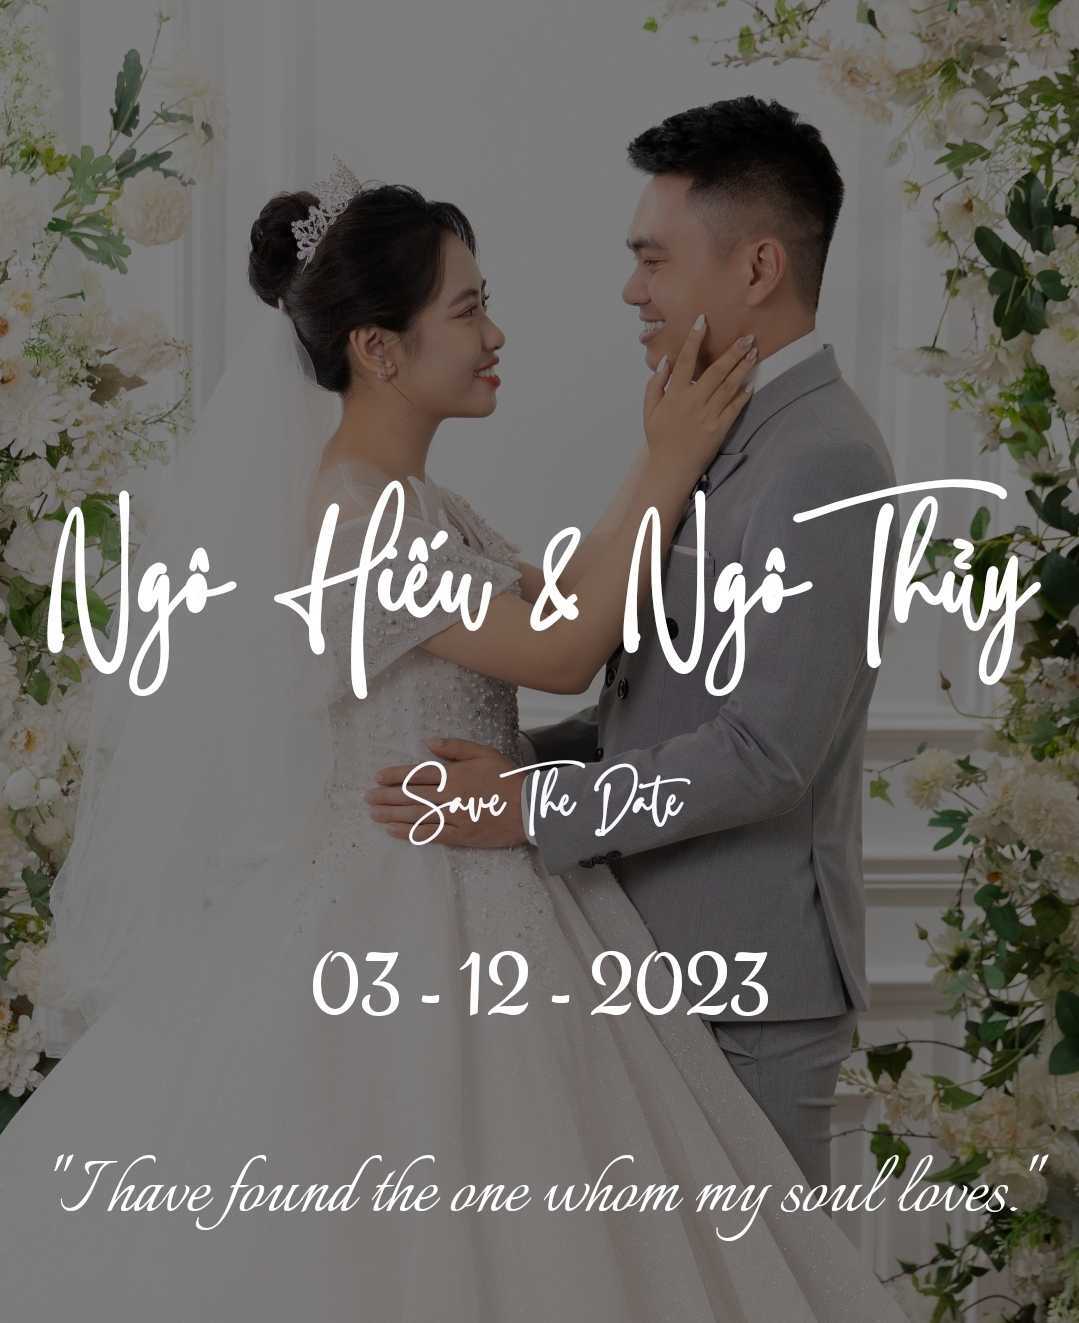 Ngô Hiếu & Ngô Thủy
Save The Date
03 - 12 - 2023
"I have found the one whom my soul loves."